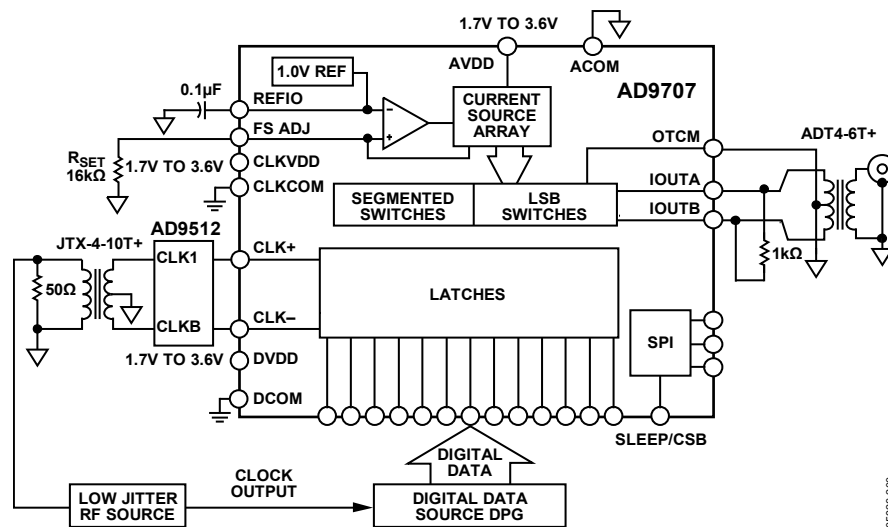 1.7V TO 3.6V
AVDD
ACOM
1.0V REF
AD9707
0.1µF
REFIO
CURRENT
SOURCE
ARRAY
FS ADJ
OTCM
ADT4-6T+
RSET
16kΩ
1.7V TO 3.6V
CLKVDD
CLKCOM
IOUTA
SEGMENTED
SWITCHES
LSB
SWITCHES
IOUTB
AD9512
JTX-4-10T+
1kΩ
CLK1
CLK+
50Ω
LATCHES
CLKB
CLK–
SPI
1.7V TO 3.6V
DVDD
DCOM
SLEEP/CSB
DIGITAL
DATA
CLOCK
OUTPUT
LOW JITTER
RF SOURCE
DIGITAL DATA
SOURCE DPG